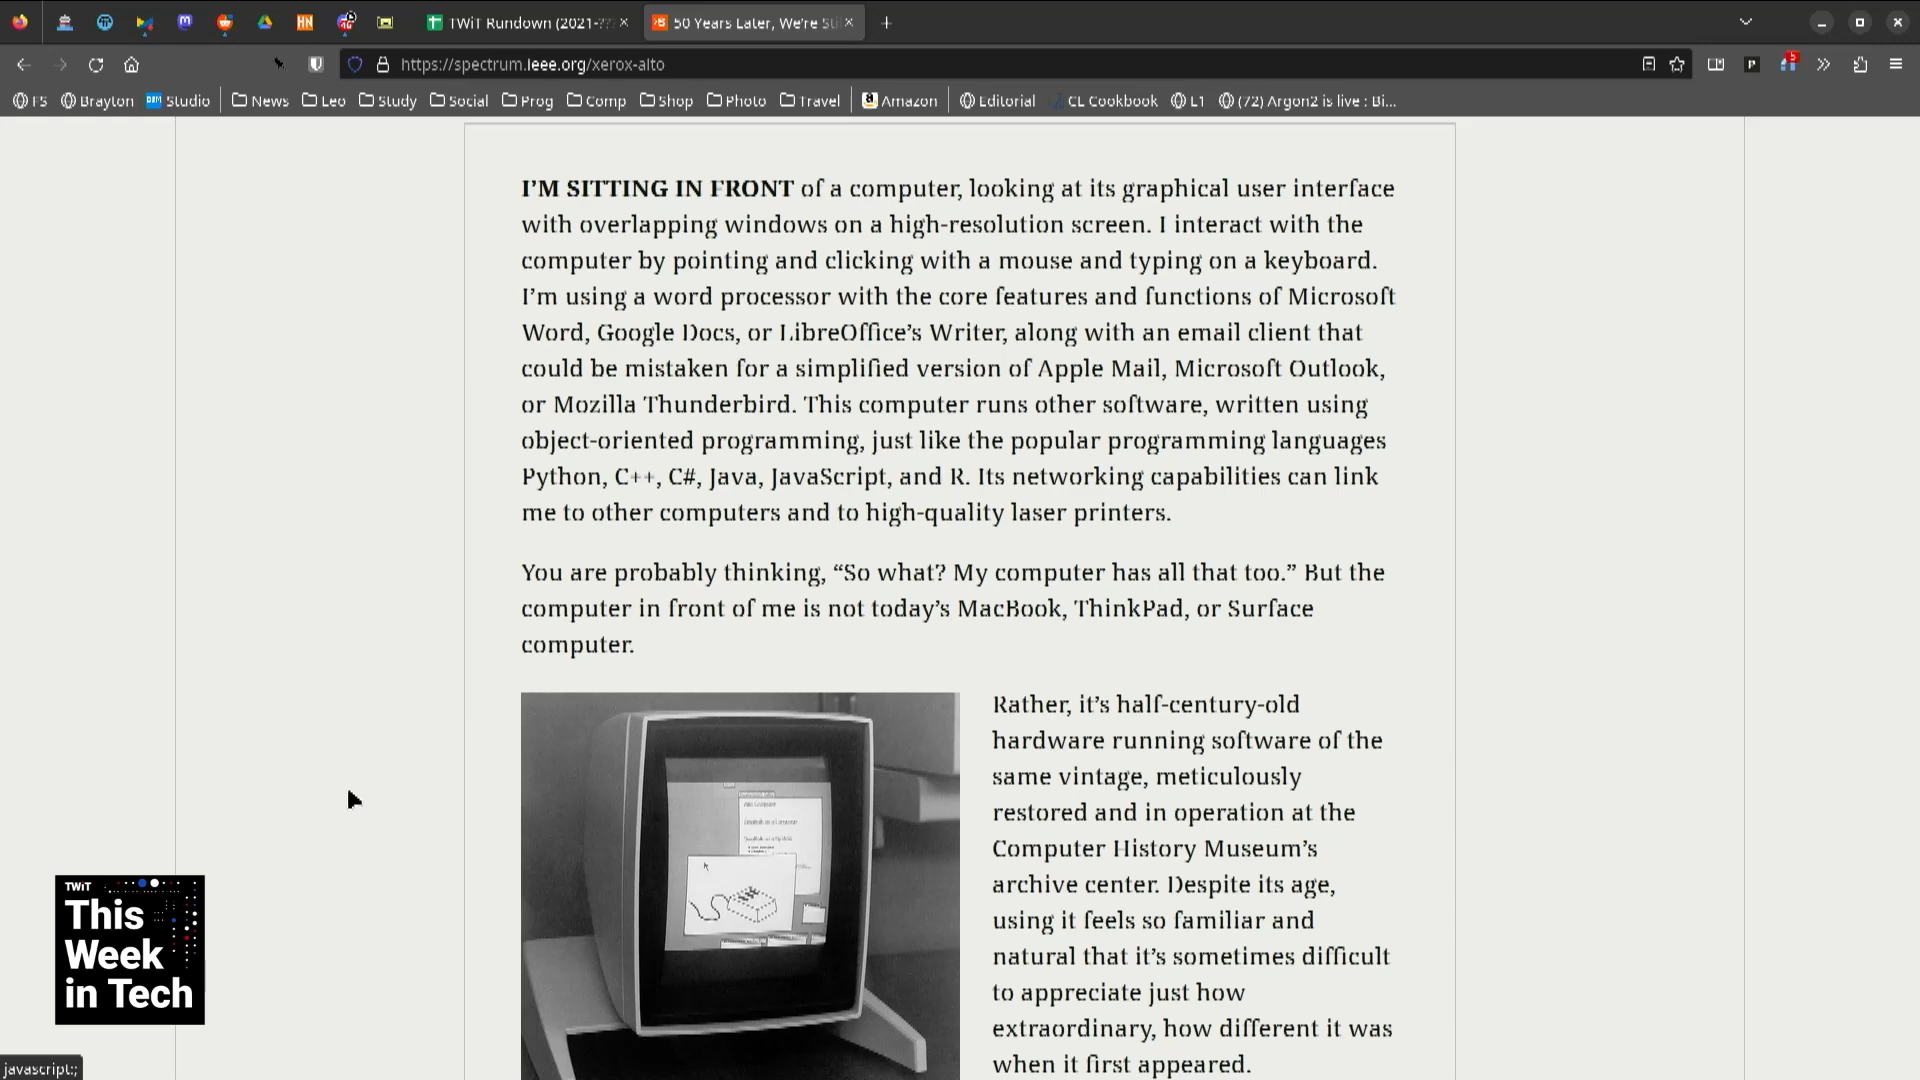 TWiT Rundown (2021-???
50 Years Later, We're Sti
https://spectrum.ieee.org/xerox-alto
F5
Brayton
Studio
News
Leo
Study
Social
Prog
Comp
Shop
Photo
Travel
Amazon
Editorial
CL Cookbook
L1
(72) Argon2 is live : Bi...
I'M SITTING IN FRONT of a computer, looking at its graphical user interface
with overlapping windows on a high-resolution screen. I interact with the
computer by pointing and clicking with a mouse and typing on a keyboard.
I'm using a word processor with the core features and functions of Microsoft
Word, Google Docs, or LibreOffice's Writer, along with an email client that
could be mistaken for a simplified version of Apple Mail, Microsoft Outlook,
or Mozilla Thunderbird. This computer runs other software, written using
object-oriented programming, just like the popular programming languages
Python, C++, C#, Java, JavaScript, and R. Its networking capabilities can link
me to other computers and to high-quality laser printers.
You are probably thinking, “So what? My computer has all that too.” But the
computer in front of me is not today's MacBook, ThinkPad, or Surface
computer.
Rather, it's half-century-old
hardware running software of the
same vintage, meticulously
restored and in operation at the
Computer History Museum's
archive center. Despite its age,
using it feels so familiar and
natural that it's sometimes difficult
to appreciate just how
extraordinary, how different it was
when it first appeared.
TWiT
This
Week
in Tech
javascript:;